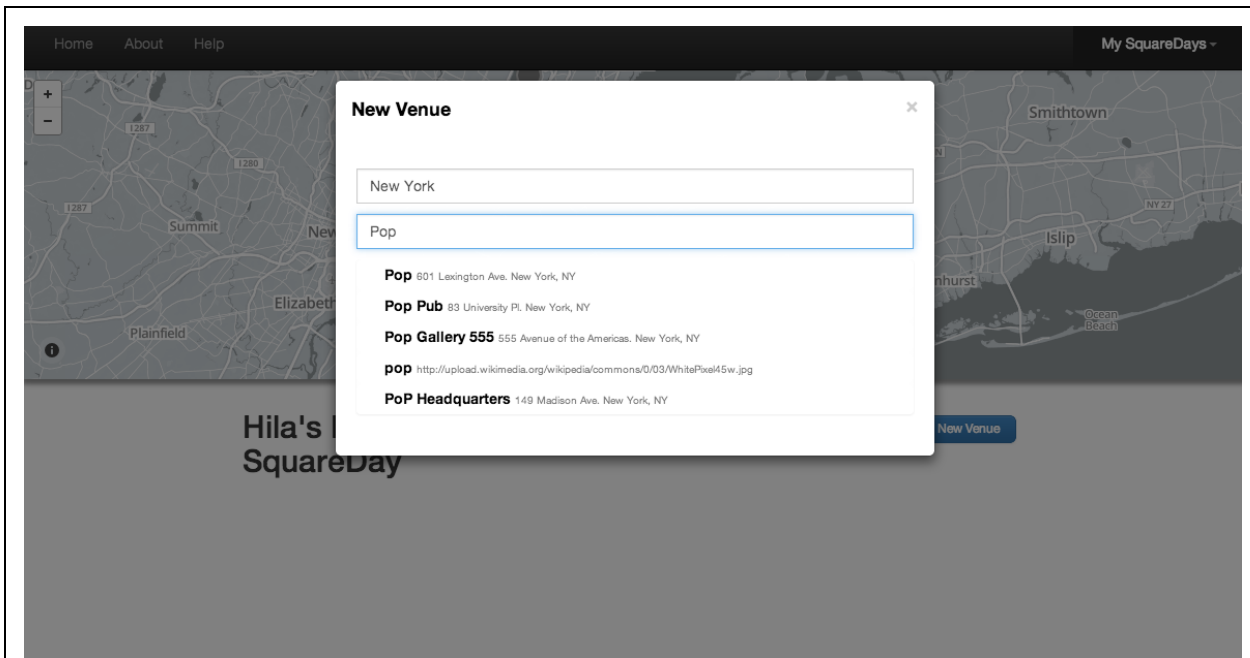 Home About Help My SquareDays
+
−
I287
I280
I287
Summit
New
Elizabeth
Plainfield
Smithtown
NY 27
Islip
nhurst
Ocean
Beach
New Venue ×
New York
Pop
Pop 601 Lexington Ave. New York, NY
Pop Pub 83 University Pl. New York, NY
Pop Gallery 555 555 Avenue of the Americas. New York, NY
pop http://upload.wikimedia.org/wikipedia/commons/0/03/WhitePixel45w.jpg
PoP Headquarters 149 Madison Ave. New York, NY
Hila's
SquareDay
New Venue